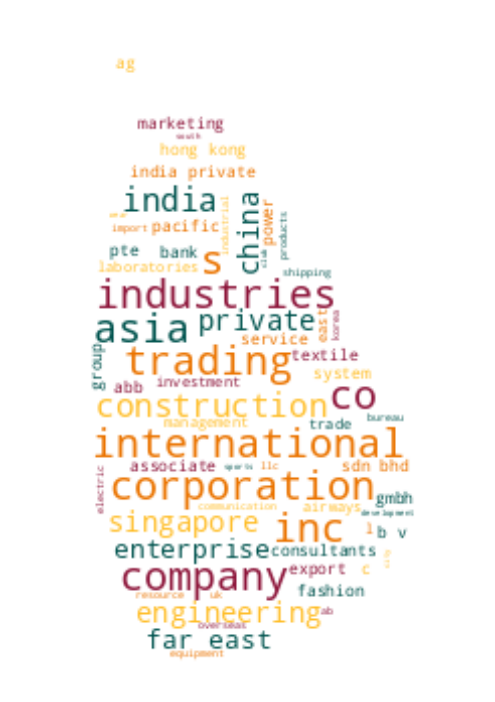 ag
marketing
south
hong kong
india private
india
china
power
industrial
products
import
pacific
pte
bank
s
laboratories
shipping
industries
asia
private
east
korea
service
trading
textile
group
abb
investment
system
construction
co
management
trade
bureau
international
associate
sports
llc
sdn bhd
electric
corporation
gmbh
communication
airways
development
singapore
inc
l
b v
enterprise
consultants
company
export
c
resource
uk
fashion
engineering
ab
overseas
far east
equipment